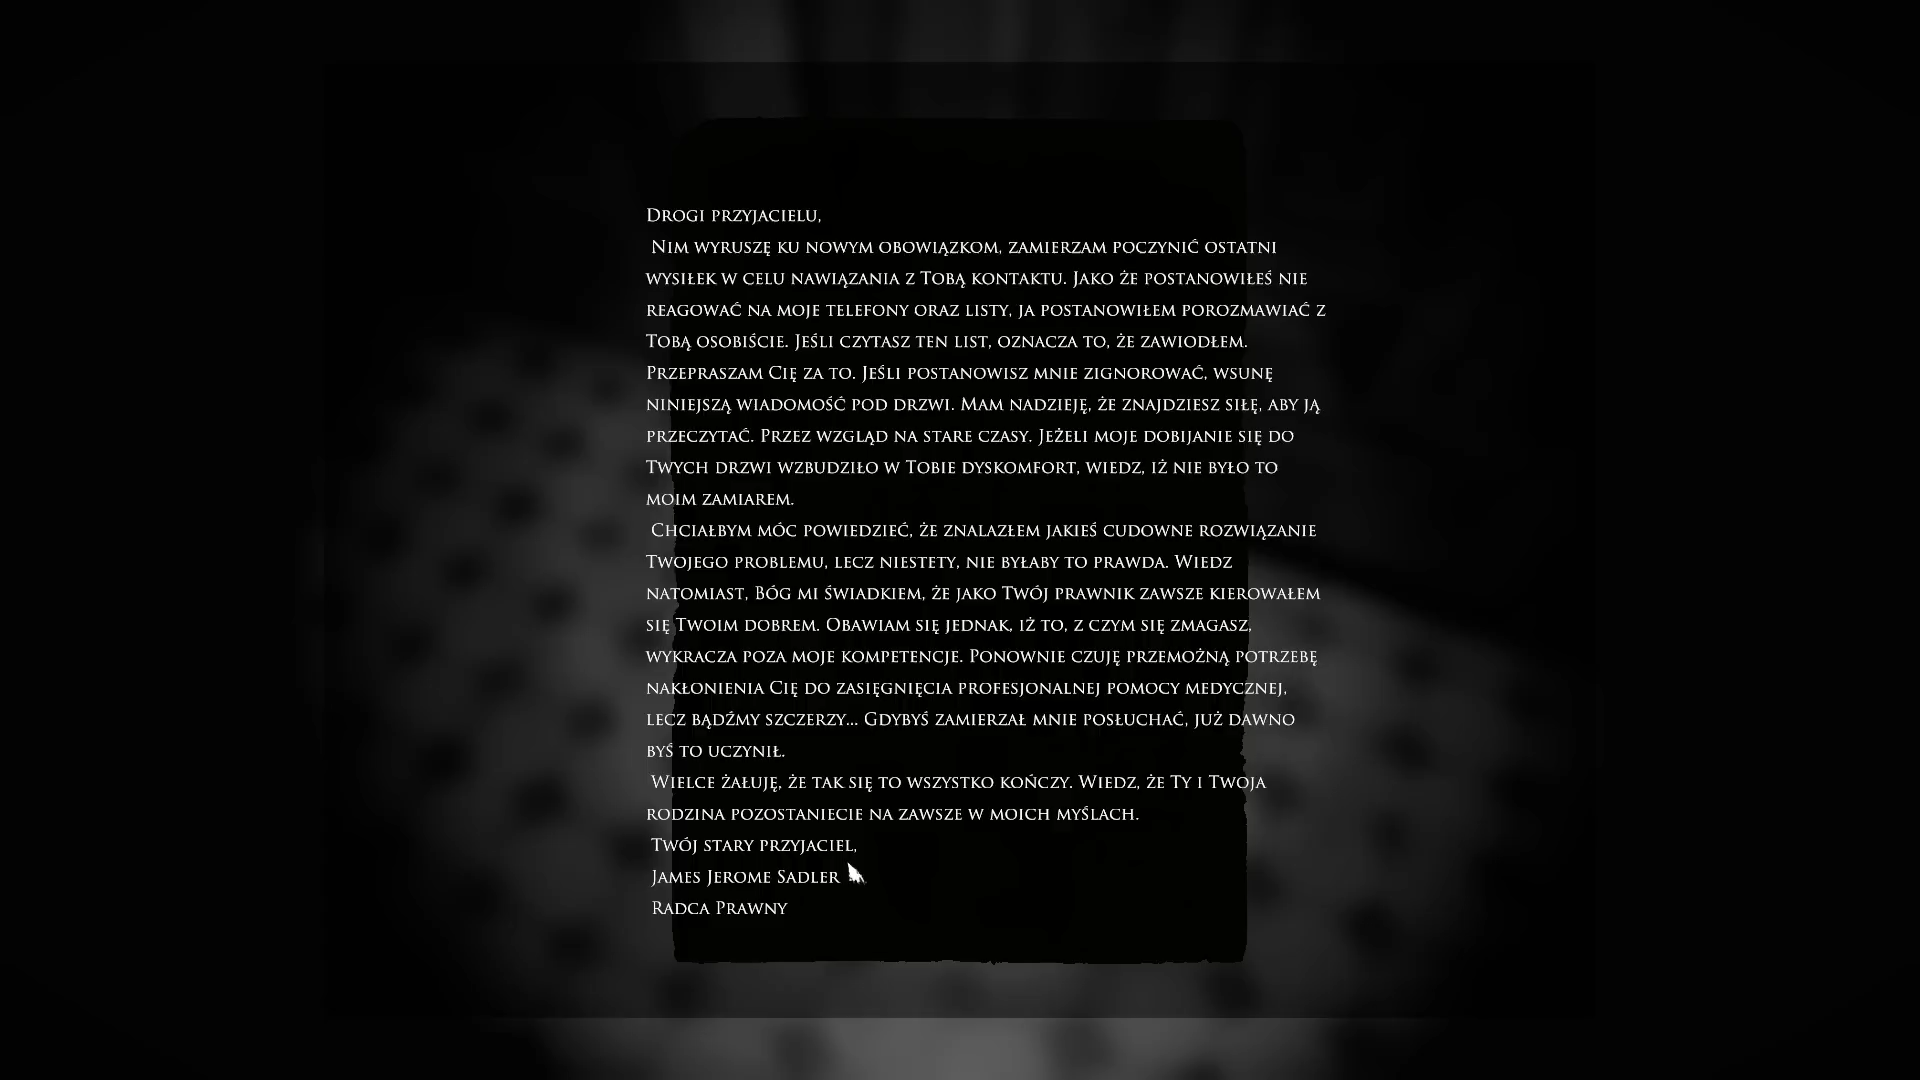 Drogi przyjacielu,
Nim wyruszę ku nowym obowiązkom, zamierzam poczynić ostatni
wysiłek w celu nawiązania z Tobą kontaktu. Jako że postanowiłeś nie
reagować na moje telefony oraz listy, ja postanowiłem porozmawiać z
Tobą osobiście. Jeśli czytasz ten list, oznacza to, że zawiodłem.
Przepraszam Cię za to. Jeśli postanowisz mnie zignorować, wsunę
niniejszą wiadomość pod drzwi. Mam nadzieję, że znajdziesz siłę, aby ją
przeczytać. Przez wzgląd na stare czasy. Jeżeli moje dobijanie się do
Twych drzwi wzbudziło w Tobie dyskomfort, wiedz, iż nie było to
moim zamiarem.
Chciałbym móc powiedzieć, że znalazłem jakieś cudowne rozwiązanie
Twojego problemu, lecz niestety, nie byłaby to prawda. Wiedz
natomiast, Bóg mi świadkiem, że jako Twój prawnik zawsze kierowałem
się Twoim dobrem. Obawiam się jednak, iż to, z czym się zmagasz,
wykracza poza moje kompetencje. Ponownie czuję przemożną potrzebę
nakłonienia Cię do zasięgnięcia profesjonalnej pomocy medycznej,
lecz bądźmy szczerzy... Gdybyś zamierzał mnie posłuchać, już dawno
byś to uczynił.
Wielce żałuję, że tak się to wszystko kończy. Wiedz, że Ty i Twoja
rodzina pozostaniecie na zawsze w moich myślach.
Twój stary przyjaciel,
James Jerome Sadler
Radca Prawny